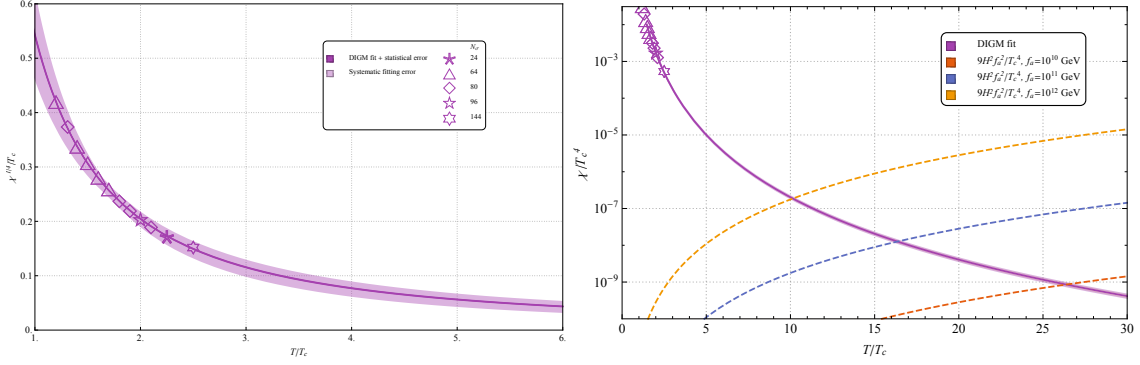 0.6
0.5
0.4
0.3
0.2
0.1
0.
1.
2.
3.
4.
5.
6.
χ^1/4/T_c
T/T_c
DIGM fit + statistical error
Systematic fitting error
N_σ
24
64
80
96
144
10^-3
10^-5
10^-7
10^-9
0
5
10
15
20
25
30
χ/T_c^4
T/T_c
DIGM fit
9H^2f_a^2/T_c^4, f_a=10^10 GeV
9H^2f_a^2/T_c^4, f_a=10^11 GeV
9H^2f_a^2/T_c^4, f_a=10^12 GeV